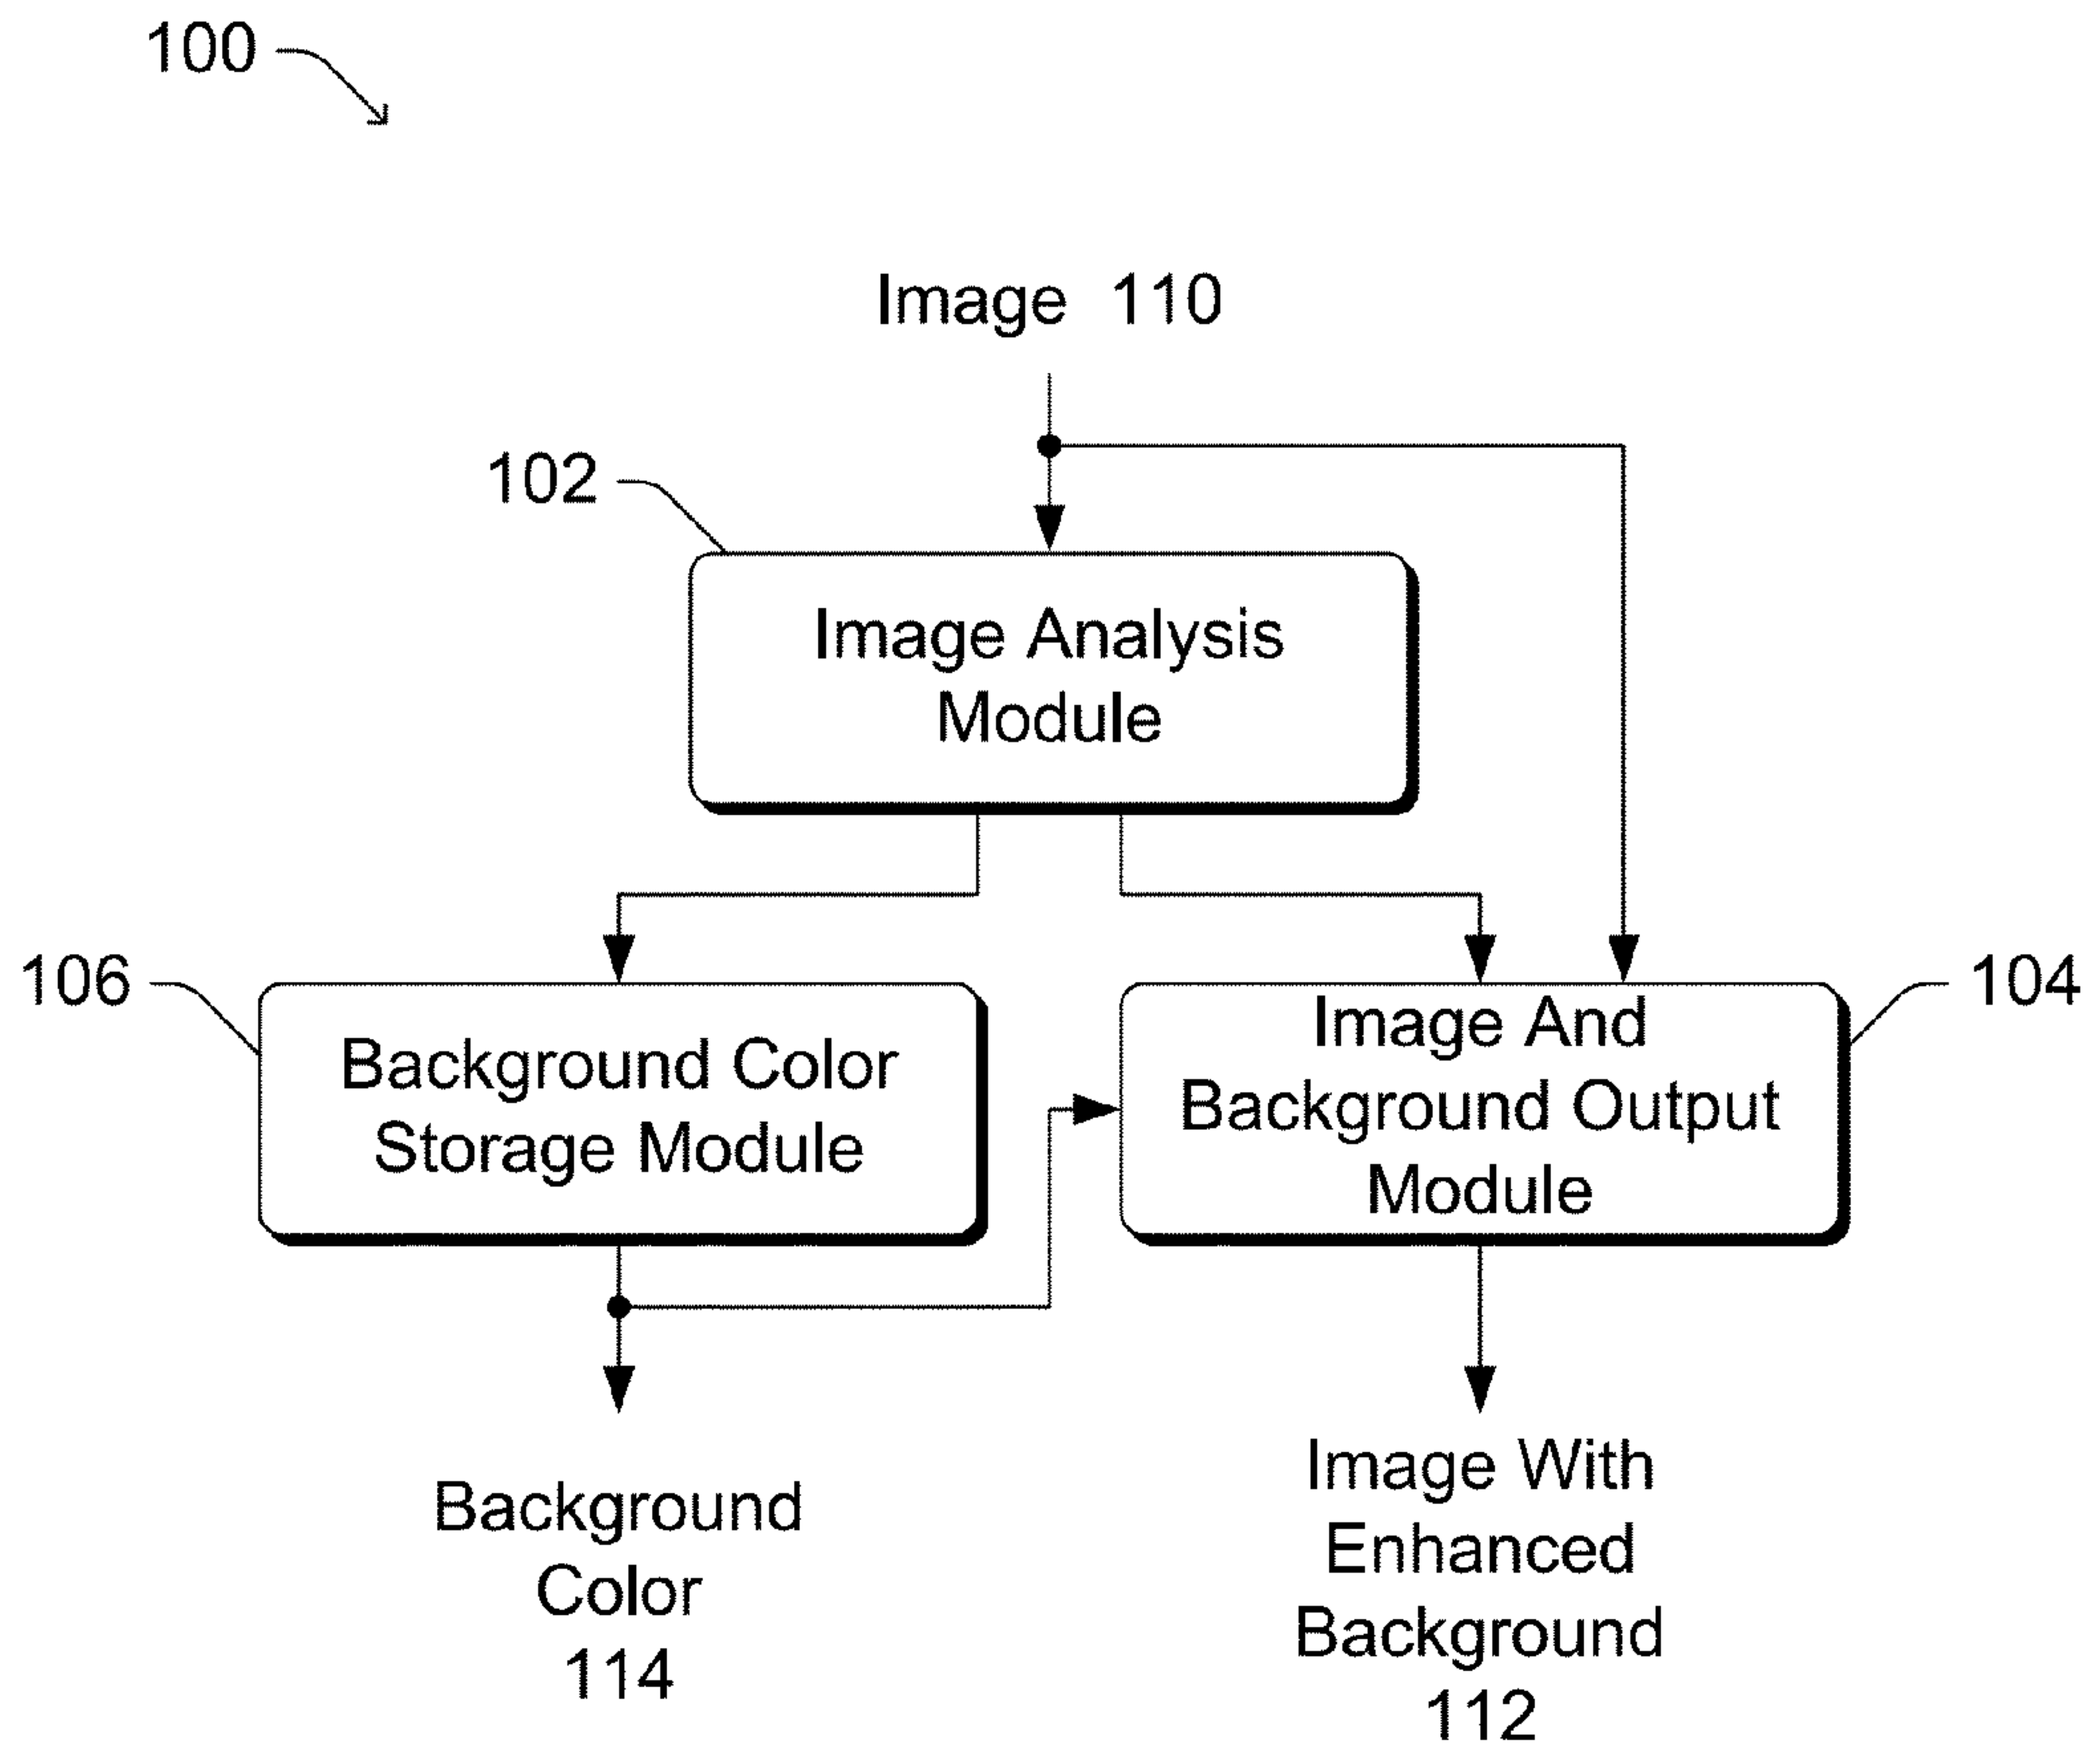 100
Image 110
102
Image Analysis
Module
106
Background Color
Storage Module
Image And
Background Output
Module
104
Background
Color
114
Image With
Enhanced
Background
112